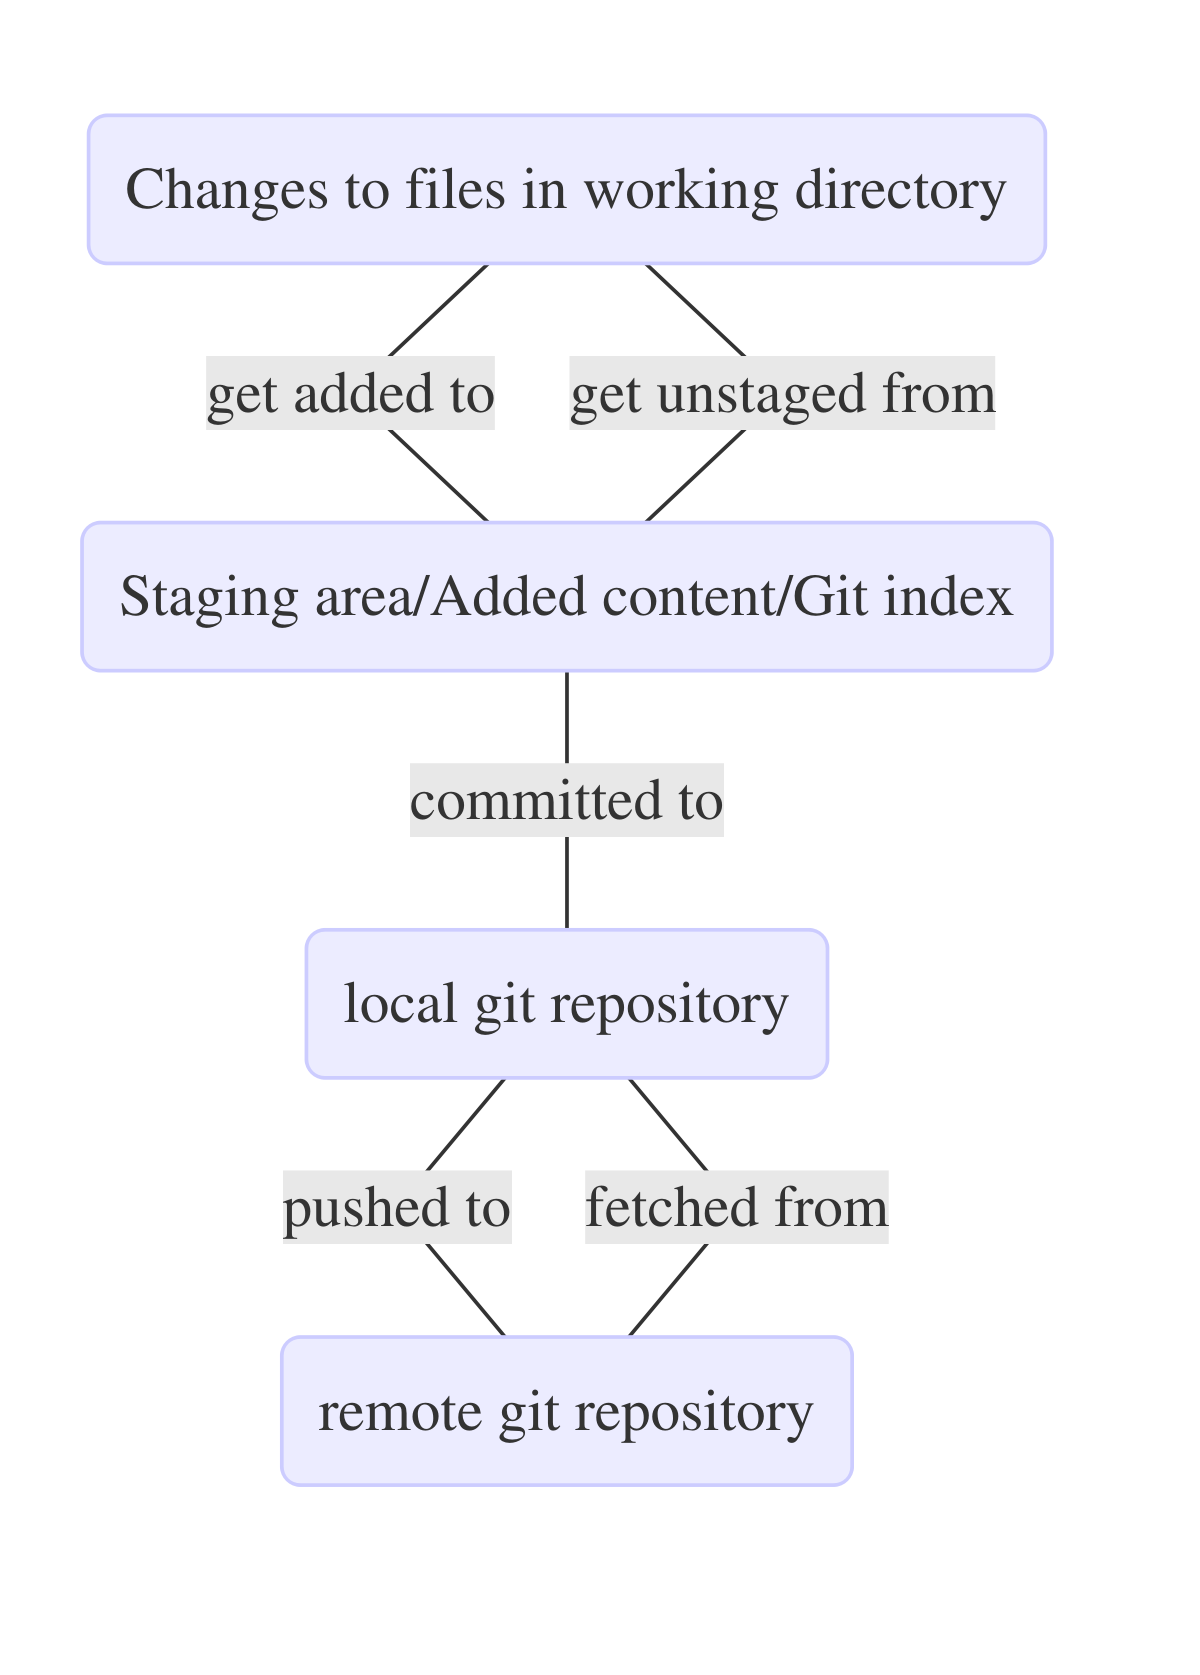 Changes to files in working directory
get added to
get unstaged from
Staging area/Added content/Git index
committed to
local git repository
pushed to
fetched from
remote git repository